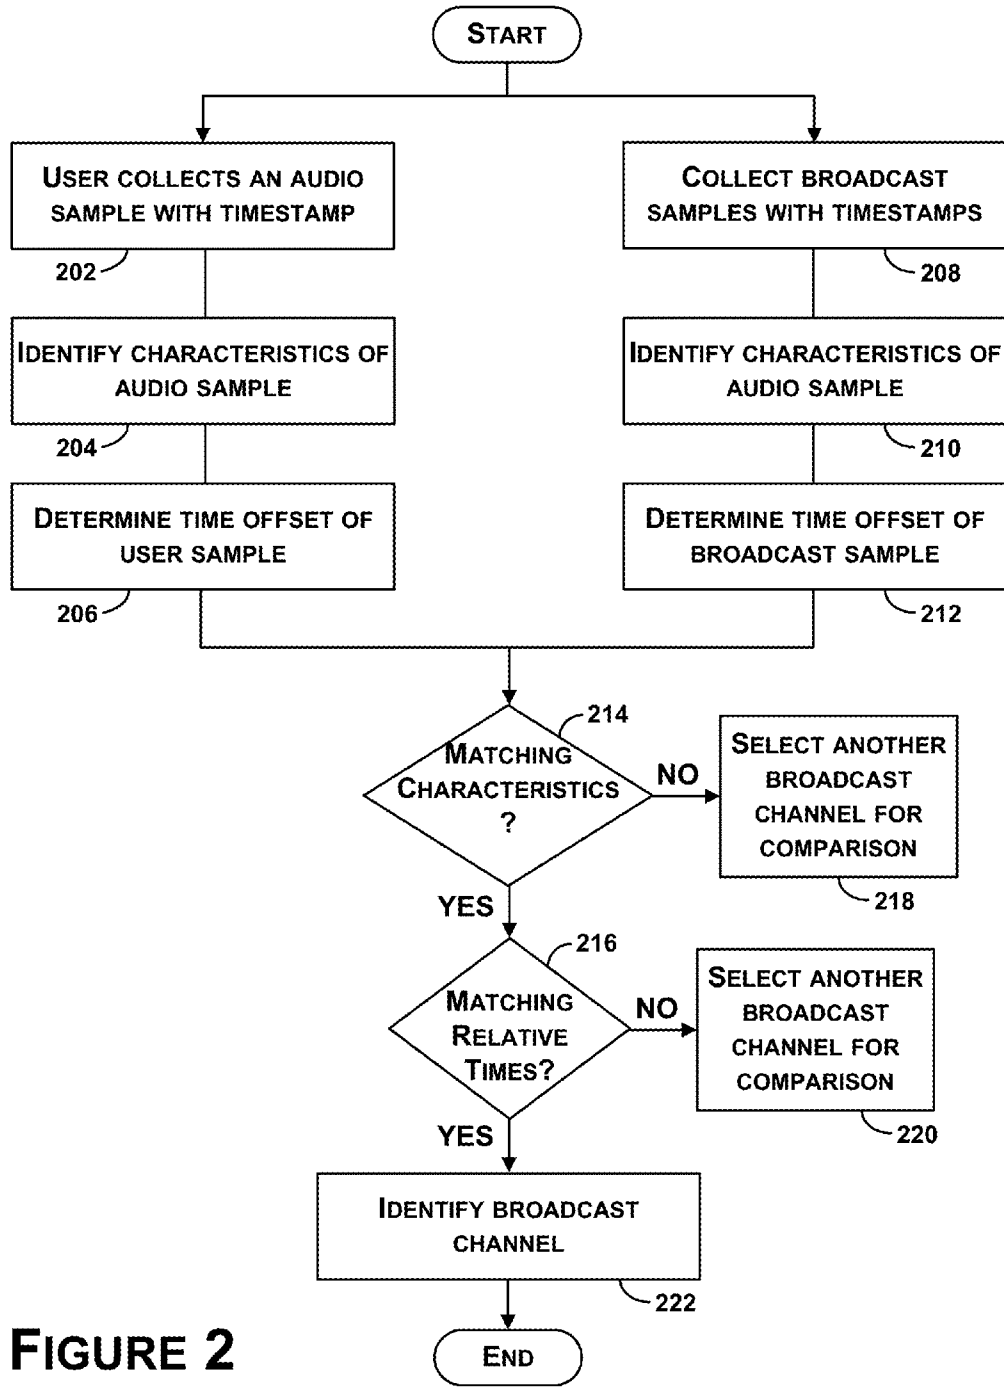 START
USER COLLECTS AN AUDIO
SAMPLE WITH TIMESTAMP
202
IDENTIFY CHARACTERISTICS OF
AUDIO SAMPLE
204
DETERMINE TIME OFFSET OF
USER SAMPLE
206
COLLECT BROADCAST
SAMPLES WITH TIMESTAMPS
208
IDENTIFY CHARACTERISTICS OF
AUDIO SAMPLE
210
DETERMINE TIME OFFSET OF
BROADCAST SAMPLE
212
214
MATCHING
CHARACTERISTICS
?
NO
SELECT ANOTHER
BROADCAST
CHANNEL FOR
COMPARISON
218
YES
216
MATCHING
RELATIVE
TIMES?
NO
SELECT ANOTHER
BROADCAST
CHANNEL FOR
COMPARISON
220
YES
IDENTIFY BROADCAST
CHANNEL
222
END
FIGURE 2